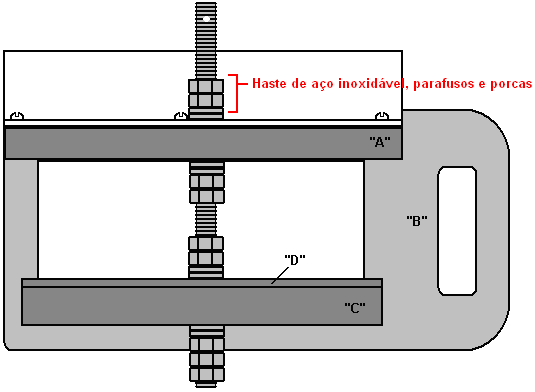 Haste de aço inoxidável, parafusos e porcas
"A"
"B"
"D"
"C"